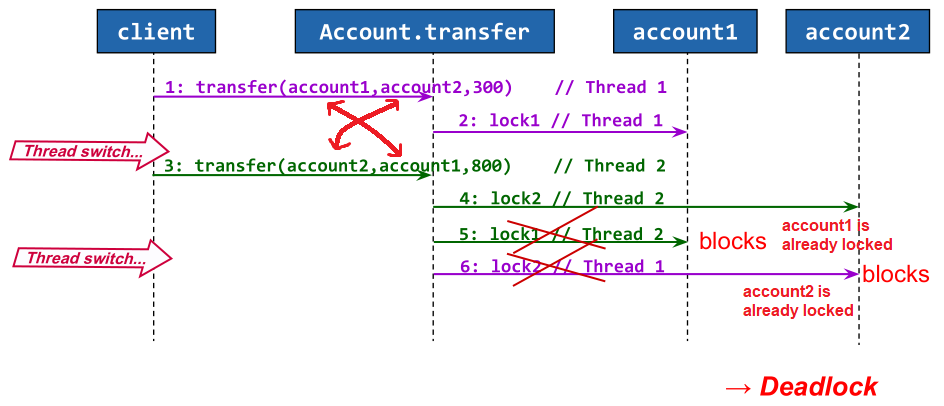 client
Account.transfer
account1
account2
1: transfer(account1,account2,300) // Thread 1
2: lock1 // Thread 1
Thread switch...
3: transfer(account2,account1,800) // Thread 2
4: lock2 // Thread 2
account1 is
already locked
5: lock1 // Thread 2
blocks
Thread switch...
6: lock2 // Thread 1
blocks
account2 is
already locked
→ Deadlock